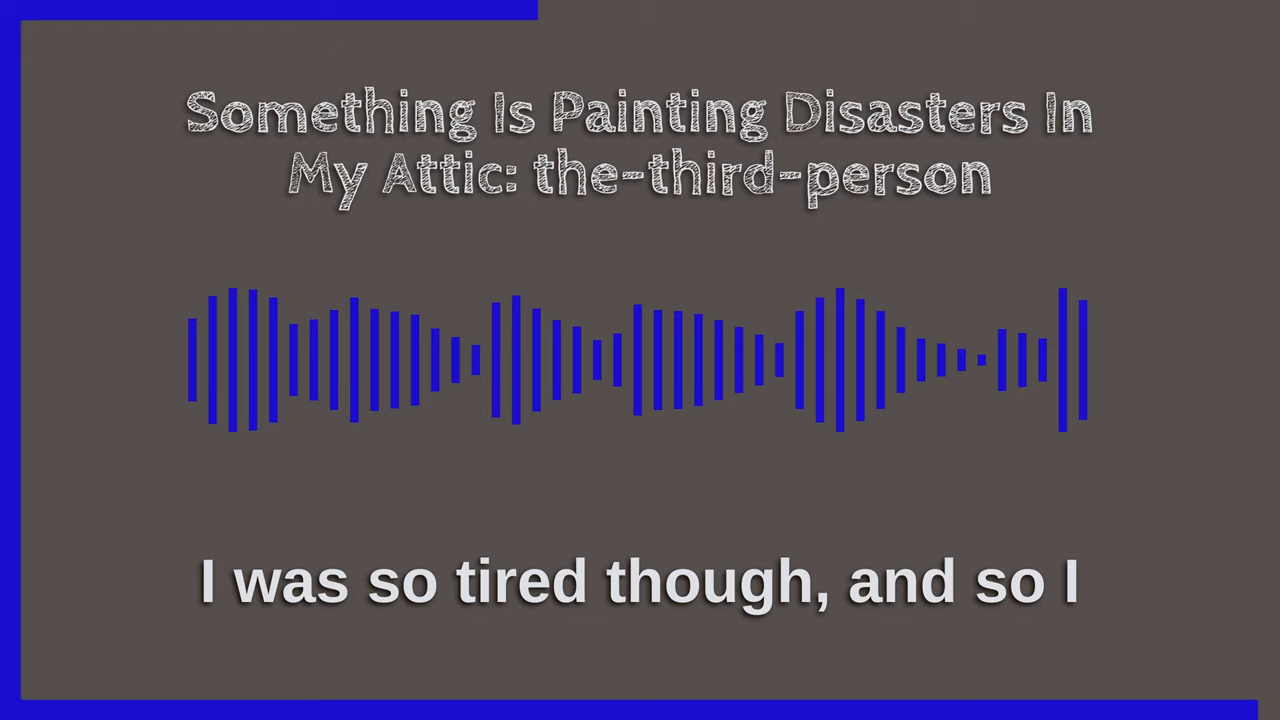 Something Is Painting Disasters In
My Attic: the-third-person
I was so tired though, and so I